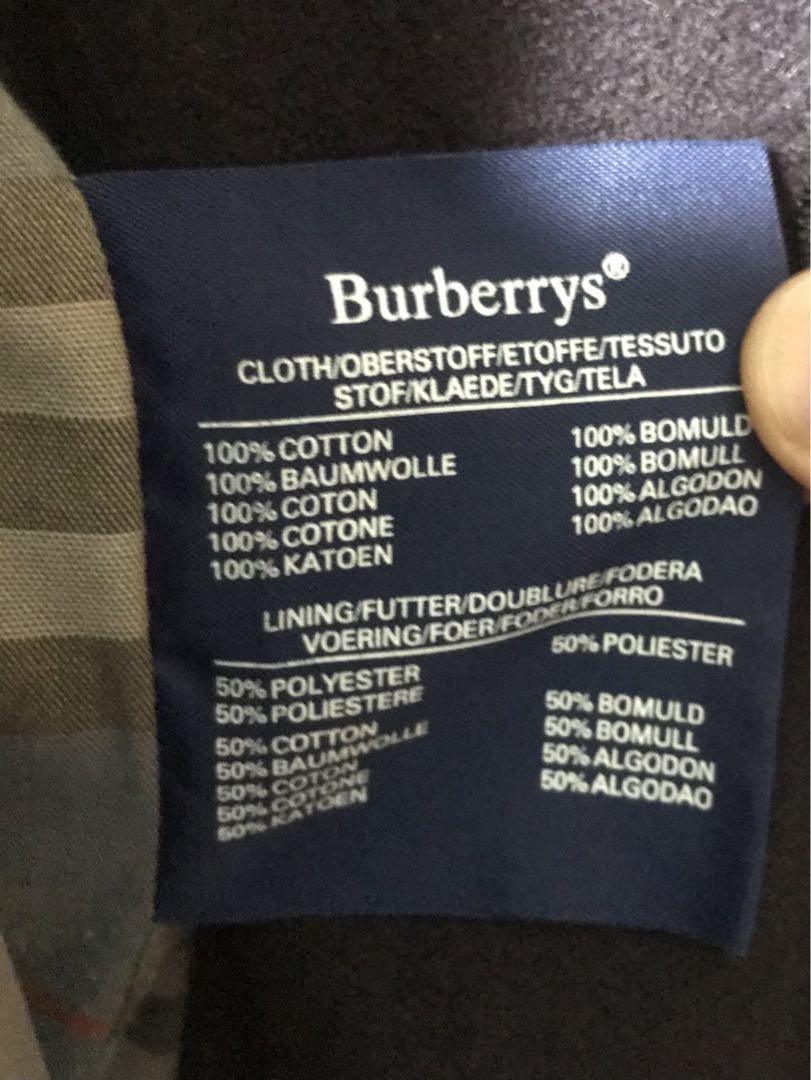 Burberrys®
CLOTH/OBERSTOFF/ETOFFE/TESSUTO
STOF/KLAEDE/TYG/TELA
100% COTTON
100% BAUMWOLLE
100% COTON
100% COTONE
100% KATOEN
100% BOMULD
100% BOMULL
100% ALGODON
100% ALGODAO
LINING/FUTTER/DOUBLURE/FODERA
VOERING/FOER/FODER/FORRO
50% POLYESTER
50% POLIESTERE
50% POLIESTER
50% COTTON
50% BAUMWOLLE
50% COTON
50% COTONE
50% KATOEN
50% BOMULD
50% BOMULL
50% ALGODON
50% ALGODAO